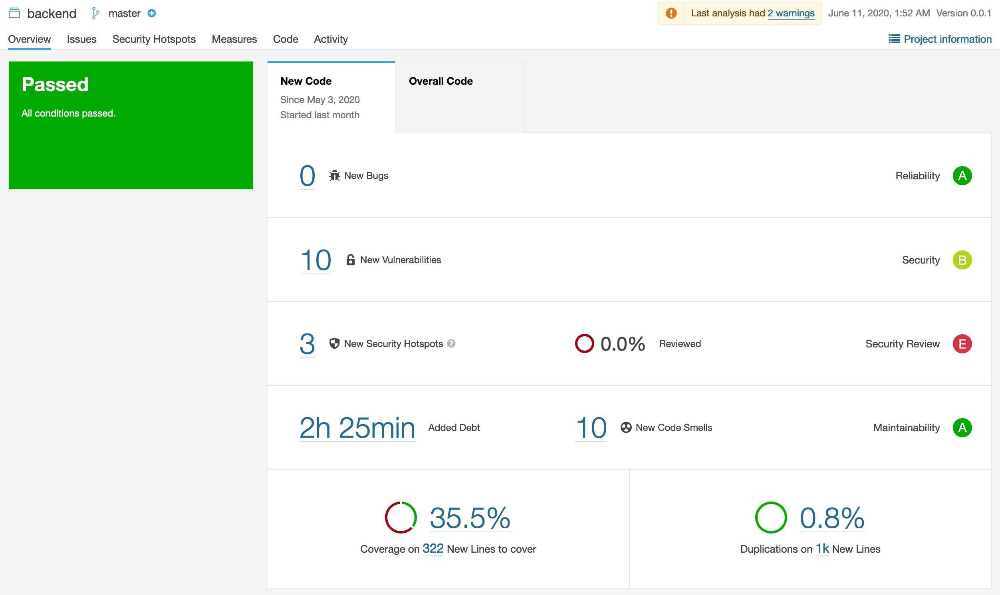 backend master Last analysis had 2 warnings June 11, 2020, 1:52 AM Version 0.0.1
Overview Issues Security Hotspots Measures Code Activity Project information
Passed
All conditions passed.
New Code Overall Code
Since May 3, 2020
Started last month
0 New Bugs Reliability A
10 New Vulnerabilities Security B
3 New Security Hotspots ? 0.0% Reviewed Security Review E
2h 25min Added Debt 10 New Code Smells Maintainability A
35.5% 0.8%
Coverage on 322 New Lines to cover Duplications on 1k New Lines